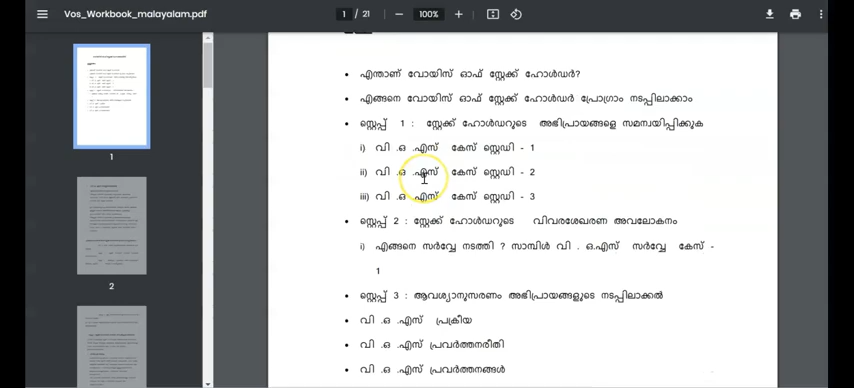 Vos_Workbook_malayalam.pdf
1 / 21
100%
• എന്താണ് വോയിസ് ഓഫ് സ്റ്റേക്ക് ഹോൾഡർ?
• എങ്ങനെ വോയിസ് ഓഫ് സ്റ്റേക്ക് ഹോൾഡർ പ്രോഗ്രാം നടപ്പിലാക്കാം
• സ്റ്റെപ്പ് 1 : സ്റ്റേക്ക് ഹോൾഡറുടെ അഭിപ്രായങ്ങളെ സമന്വയിപ്പിക്കുക
i) വി .ഒ .എസ് കേസ് സ്റ്റെഡി - 1
ii) വി .ഒ .എസ് കേസ് സ്റ്റെഡി - 2
iii) വി .ഒ .എസ് കേസ് സ്റ്റെഡി - 3
• സ്റ്റെപ്പ് 2 : സ്റ്റേക്ക് ഹോൾഡറുടെ വിവരശേഖരണ അവലോകനം
i) എങ്ങനെ സർവ്വേ നടത്തി ? സാമ്പിൾ വി . ഒ.എസ് സർവ്വേ കേസ് -
1
• സ്റ്റെപ്പ് 3 : ആവശ്യാനുസരണം അഭിപ്രായങ്ങളുടെ നടപ്പിലാക്കൽ
• വി .ഒ .എസ് പ്രക്രീയ
• വി .ഒ .എസ് പ്രവർത്തനരീതി
• വി .ഒ .എസ് പ്രവർത്തനങ്ങൾ
1
2